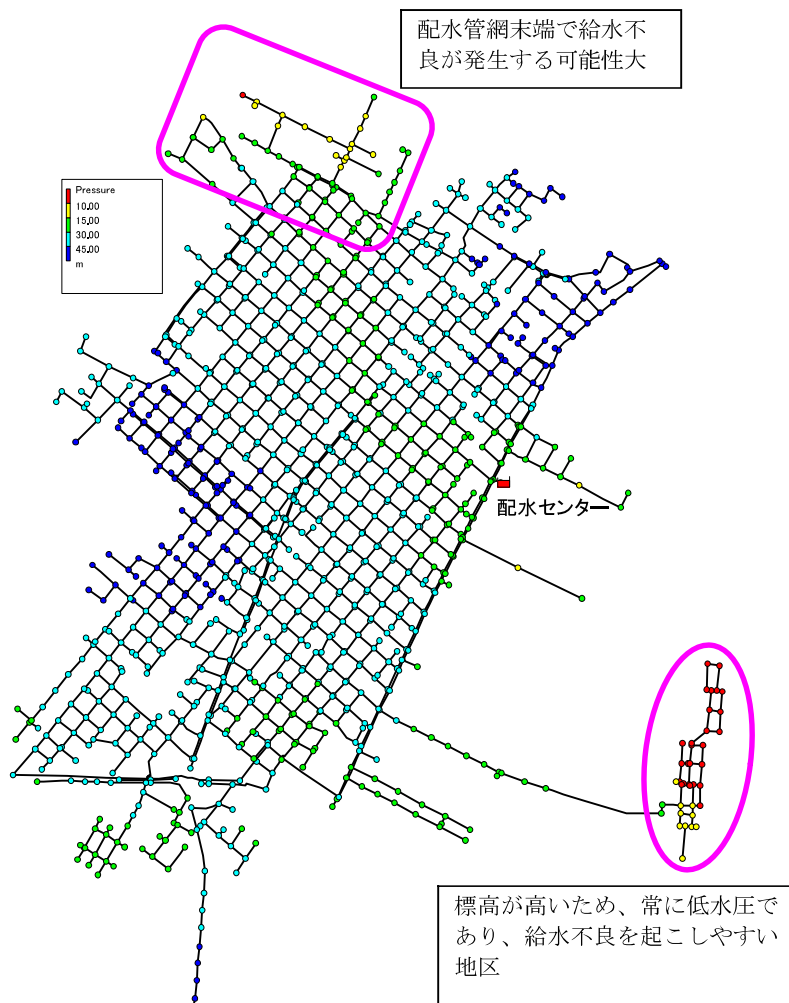 配水管網末端で給水不
良が発生する可能性大
Pressure
10.00
15.00
30.00
45.00
m
配水センター
標高が高いため、常に低水圧で
あり、給水不良を起こしやすい
地区